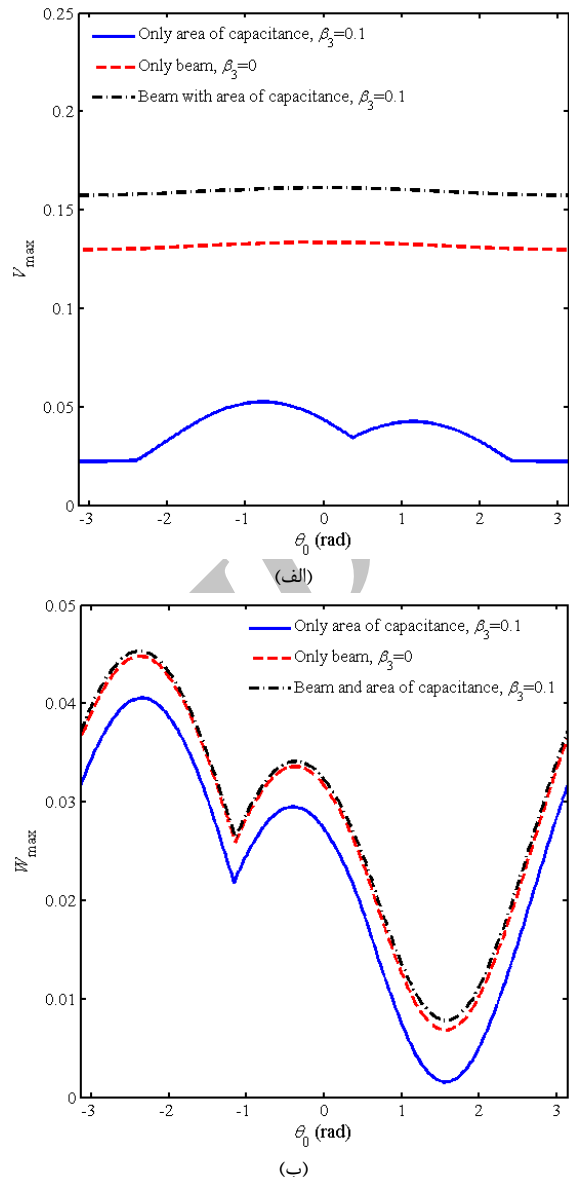 Only area of capacitance, β3=0.1
Only beam, β3=0
Beam with area of capacitance, β3=0.1
0.25
0.2
0.15
0.1
0.05
0
Vmax
-3 -2 -1 0 1 2 3
θ0 (rad)
(الف)
Only area of capacitance, β3=0.1
Only beam, β3=0
Beam and area of capacitance, β3=0.1
0.05
0.04
0.03
0.02
0.01
0
Wmax
-3 -2 -1 0 1 2 3
θ0 (rad)
(ب)